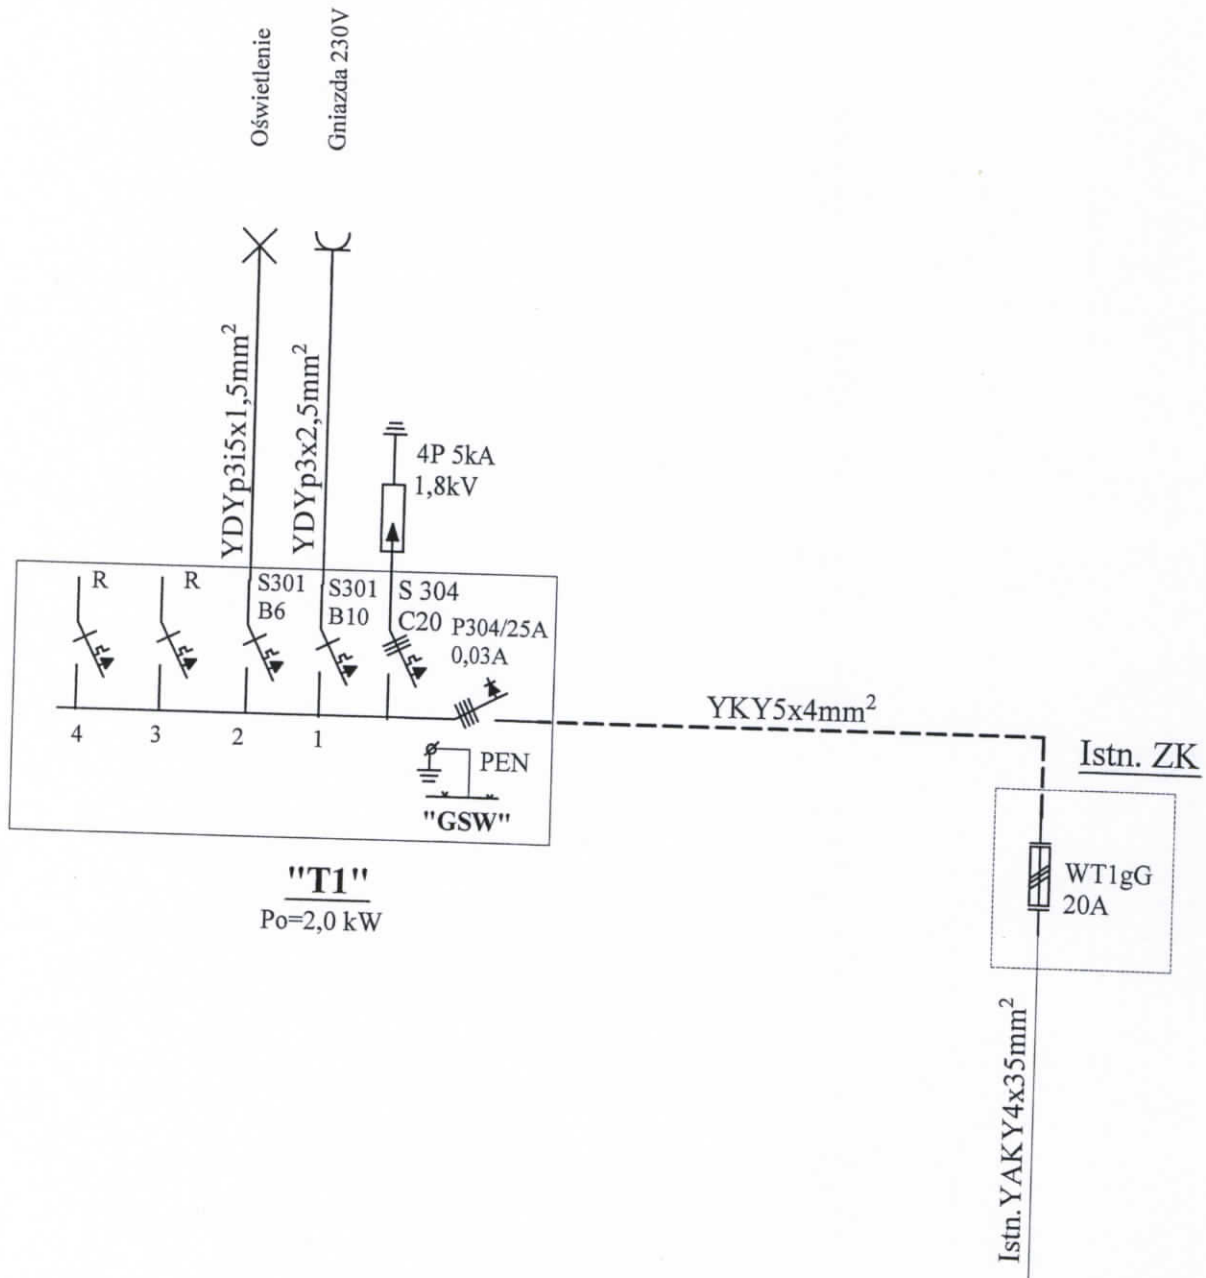 Oświetlenie
Gniazda 230V
YDYp3i5x1,5mm²
YDYp3x2,5mm²
4P 5kA
1,8kV
R
R
S301
B6
S301
B10
S 304
C20
P304/25A
0,03A
4
3
2
1
PEN
"GSW"
YKY5x4mm²
Istn. ZK
WT1gG
20A
"T1"
Po=2,0 kW
Istn.YAKY4x35mm²